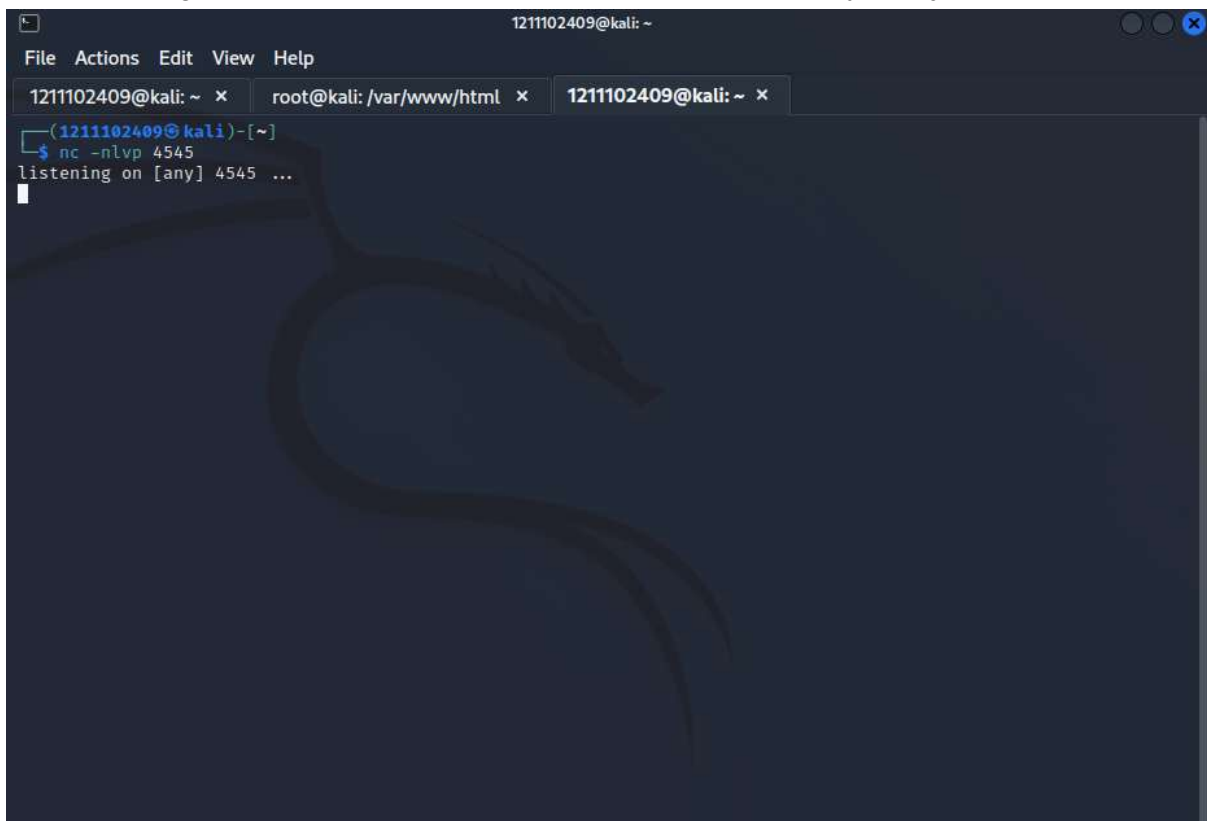 1211102409@kali: ~
File Actions Edit View Help
1211102409@kali: ~ × root@kali: /var/www/html × 1211102409@kali: ~ ×
┌──(1211102409㉿kali)-[~]
└─$ nc -nlvp 4545
listening on [any] 4545 ...